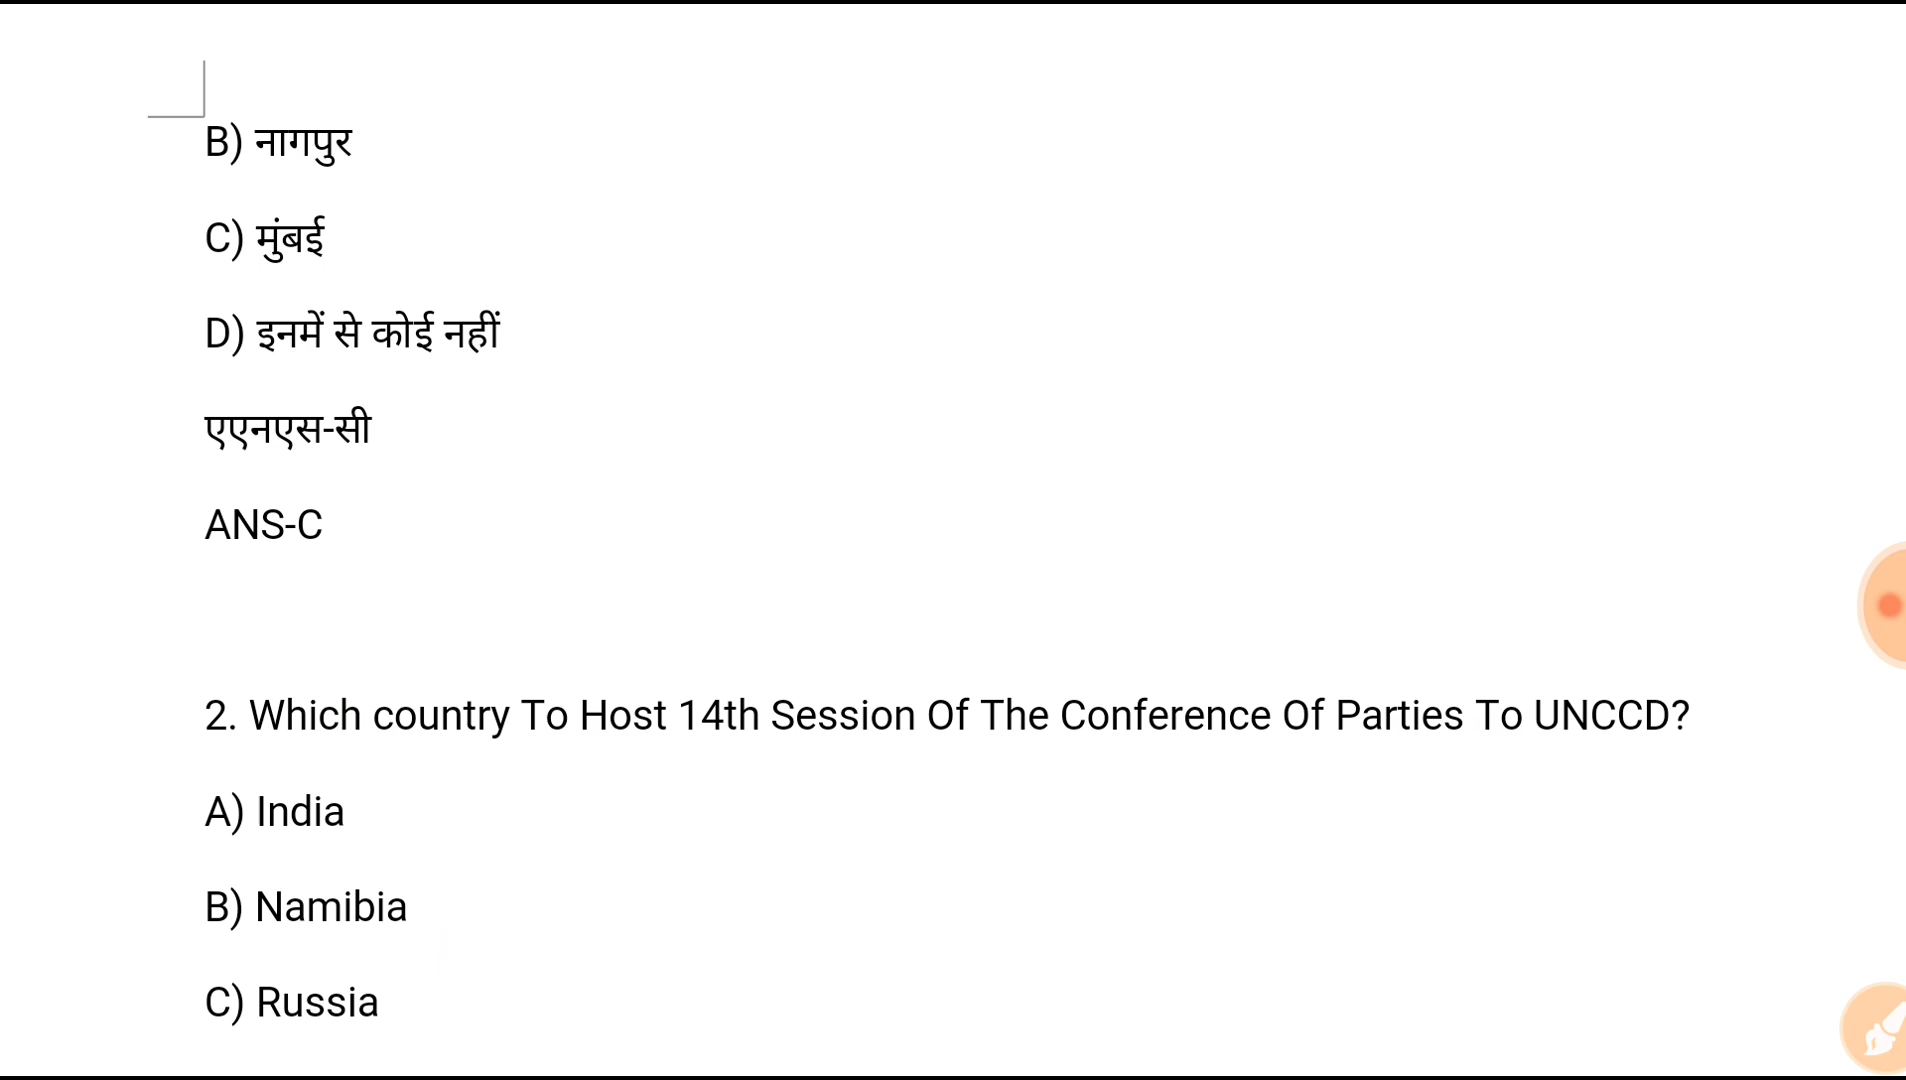 B) नागपुर
C) मुंबई
D) इनमें से कोई नहीं
एएनएस-सी
ANS-C
2. Which country To Host 14th Session Of The Conference Of Parties To UNCCD?
A) India
B) Namibia
C) Russia